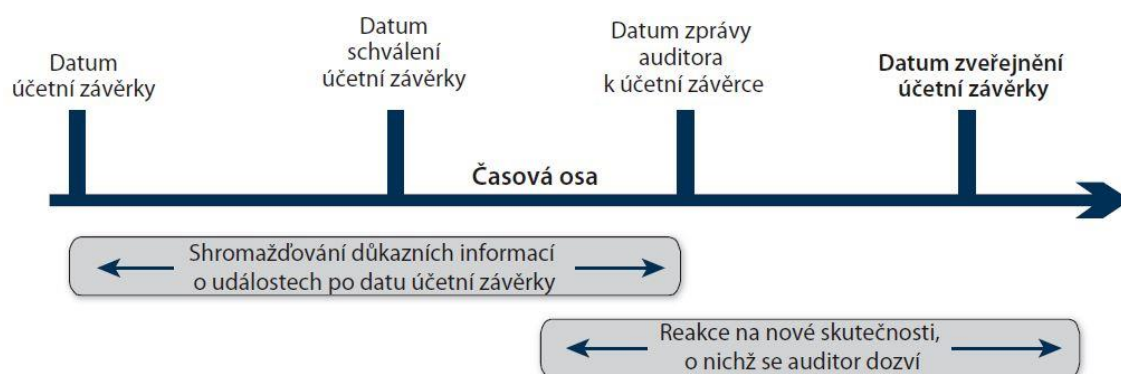 Datum
účetní závěrky
Datum
schválení
účetní závěrky
Datum zprávy
auditora
k účetní závěrce
Datum zveřejnění
účetní závěrky
Časová osa
Shromažďování důkazních informací
o událostech po datu účetní závěrky
Reakce na nové skutečnosti,
o nichž se auditor dozví